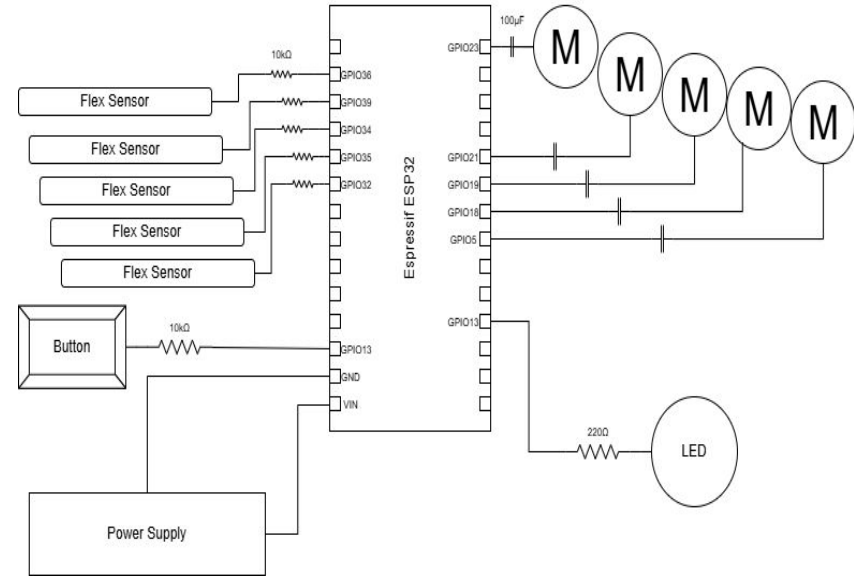 100µF
M
M
M
M
M
GPIO23
10kΩ
GPIO36
Flex Sensor
GPIO39
Flex Sensor
GPIO34
Flex Sensor
GPIO35
Flex Sensor
GPIO32
Flex Sensor
Espressif ESP32
GPIO21
GPIO19
GPIO18
GPIO5
GPIO13
Button
10kΩ
GPIO13
GND
VIN
220Ω
LED
Power Supply